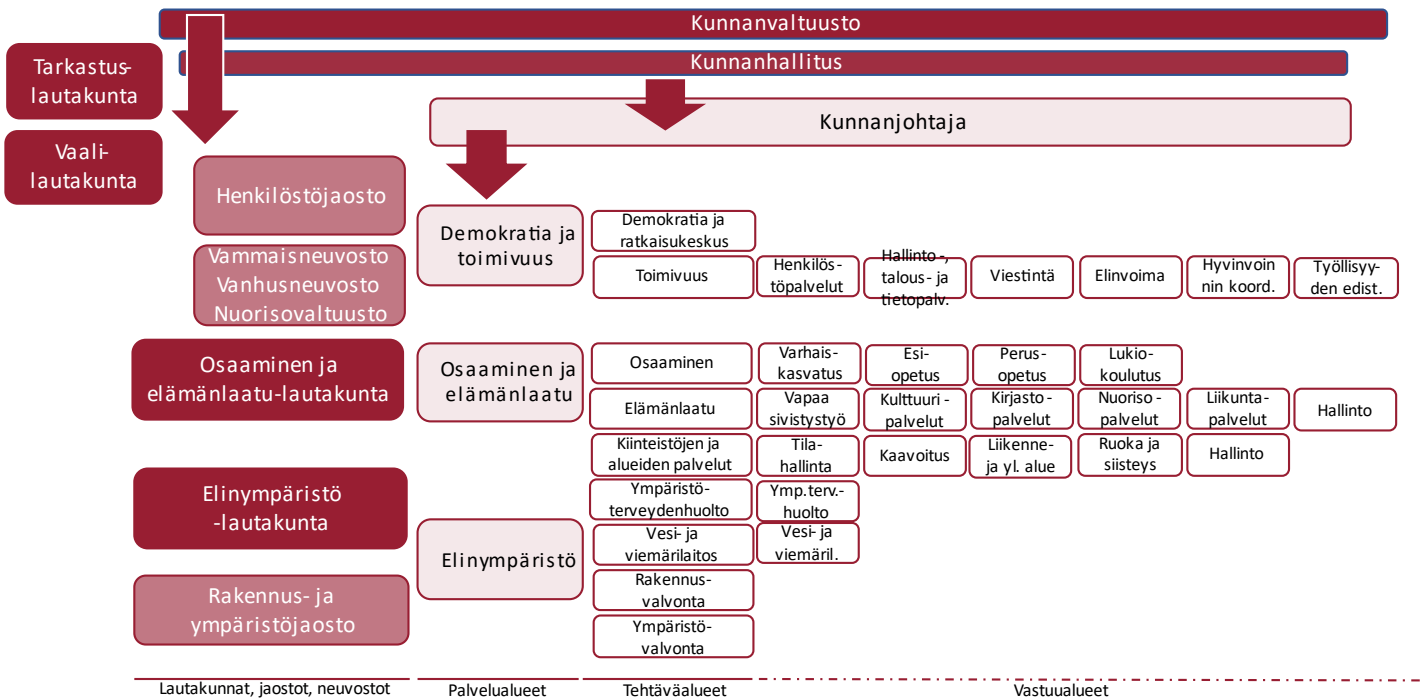 Kunnanvaltuusto
Kunnanhallitus
Tarkastus-
lautakunta
Kunnanjohtaja
Vaali-
lautakunta
Henkilöstöjaosto
Vammaisneuvosto
Vanhusneuvosto
Nuorisovaltuusto
Demokratia ja
toimivuus
Demokratia ja
ratkaisukeskus
Toimivuus
Henkilös-
töpalvelut
Hallinto-,
talous- ja
tietopalv.
Viestintä
Elinvoima
Hyvinvoin
nin koord.
Työllisyy-
den edist.
Osaaminen ja
elämänlaatu-lautakunta
Osaaminen ja
elämänlaatu
Osaaminen
Varhais-
kasvatus
Esi-
opetus
Perus-
opetus
Lukio-
koulutus
Elämänlaatu
Vapaa
sivistystyö
Kulttuuri-
palvelut
Kirjasto-
palvelut
Nuoriso-
palvelut
Liikunta-
palvelut
Hallinto
Elinympäristö
-lautakunta
Rakennus- ja
ympäristöjaosto
Elinympäristö
Kiinteistöjen ja
alueiden palvelut
Tila-
hallinta
Kaavoitus
Liikenne-
ja yl. alue
Ruoka ja
siisteys
Hallinto
Ympäristö-
terveydenhuolto
Ymp.terv.-
huolto
Vesi- ja
viemärilaitos
Vesi- ja
viemäril.
Rakennus-
valvonta
Ympäristö-
valvonta
Lautakunnat, jaostot, neuvostot
Palvelualueet
Tehtäväalueet
Vastuualueet